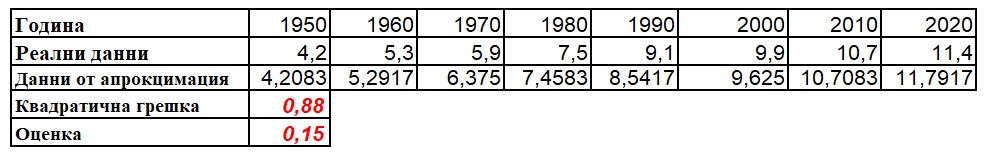 Година 1950 1960 1970 1980 1990 2000 2010 2020
Реални данни 4,2 5,3 5,9 7,5 9,1 9,9 10,7 11,4
Данни от апрокцимация 4,2083 5,2917 6,375 7,4583 8,5417 9,625 10,7083 11,7917
Квадратична грешка 0,88
Оценка 0,15